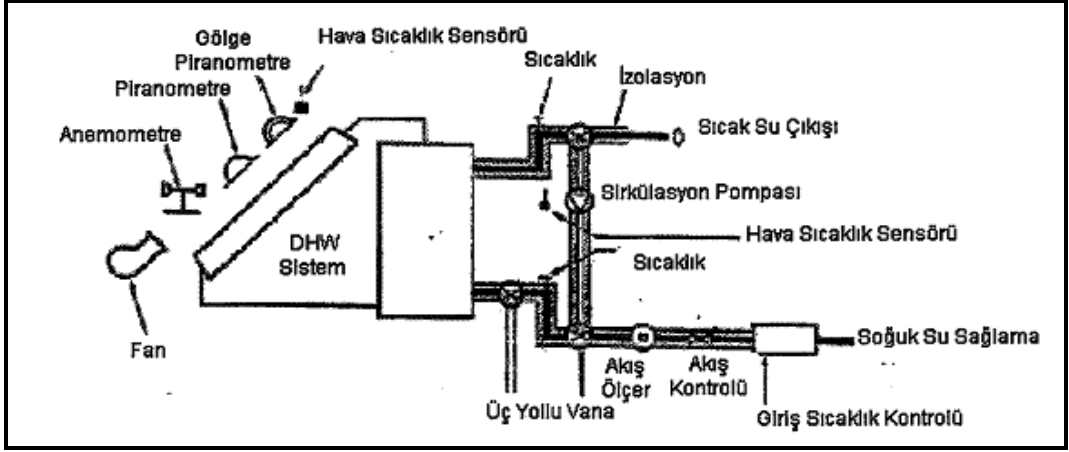 Gölge
Piranometre
Hava Sıcaklık Sensörü
Piranometre
Anemometre
Sıcaklık
İzolasyon
Sıcak Su Çıkışı
Sirkülasyon Pompası
DHW
Sistem
Hava Sıcaklık Sensörü
Sıcaklık
Fan
Soğuk Su Sağlama
Akış
Ölçer
Akış
Kontrolü
Üç Yollu Vana
Giriş Sıcaklık Kontrolü